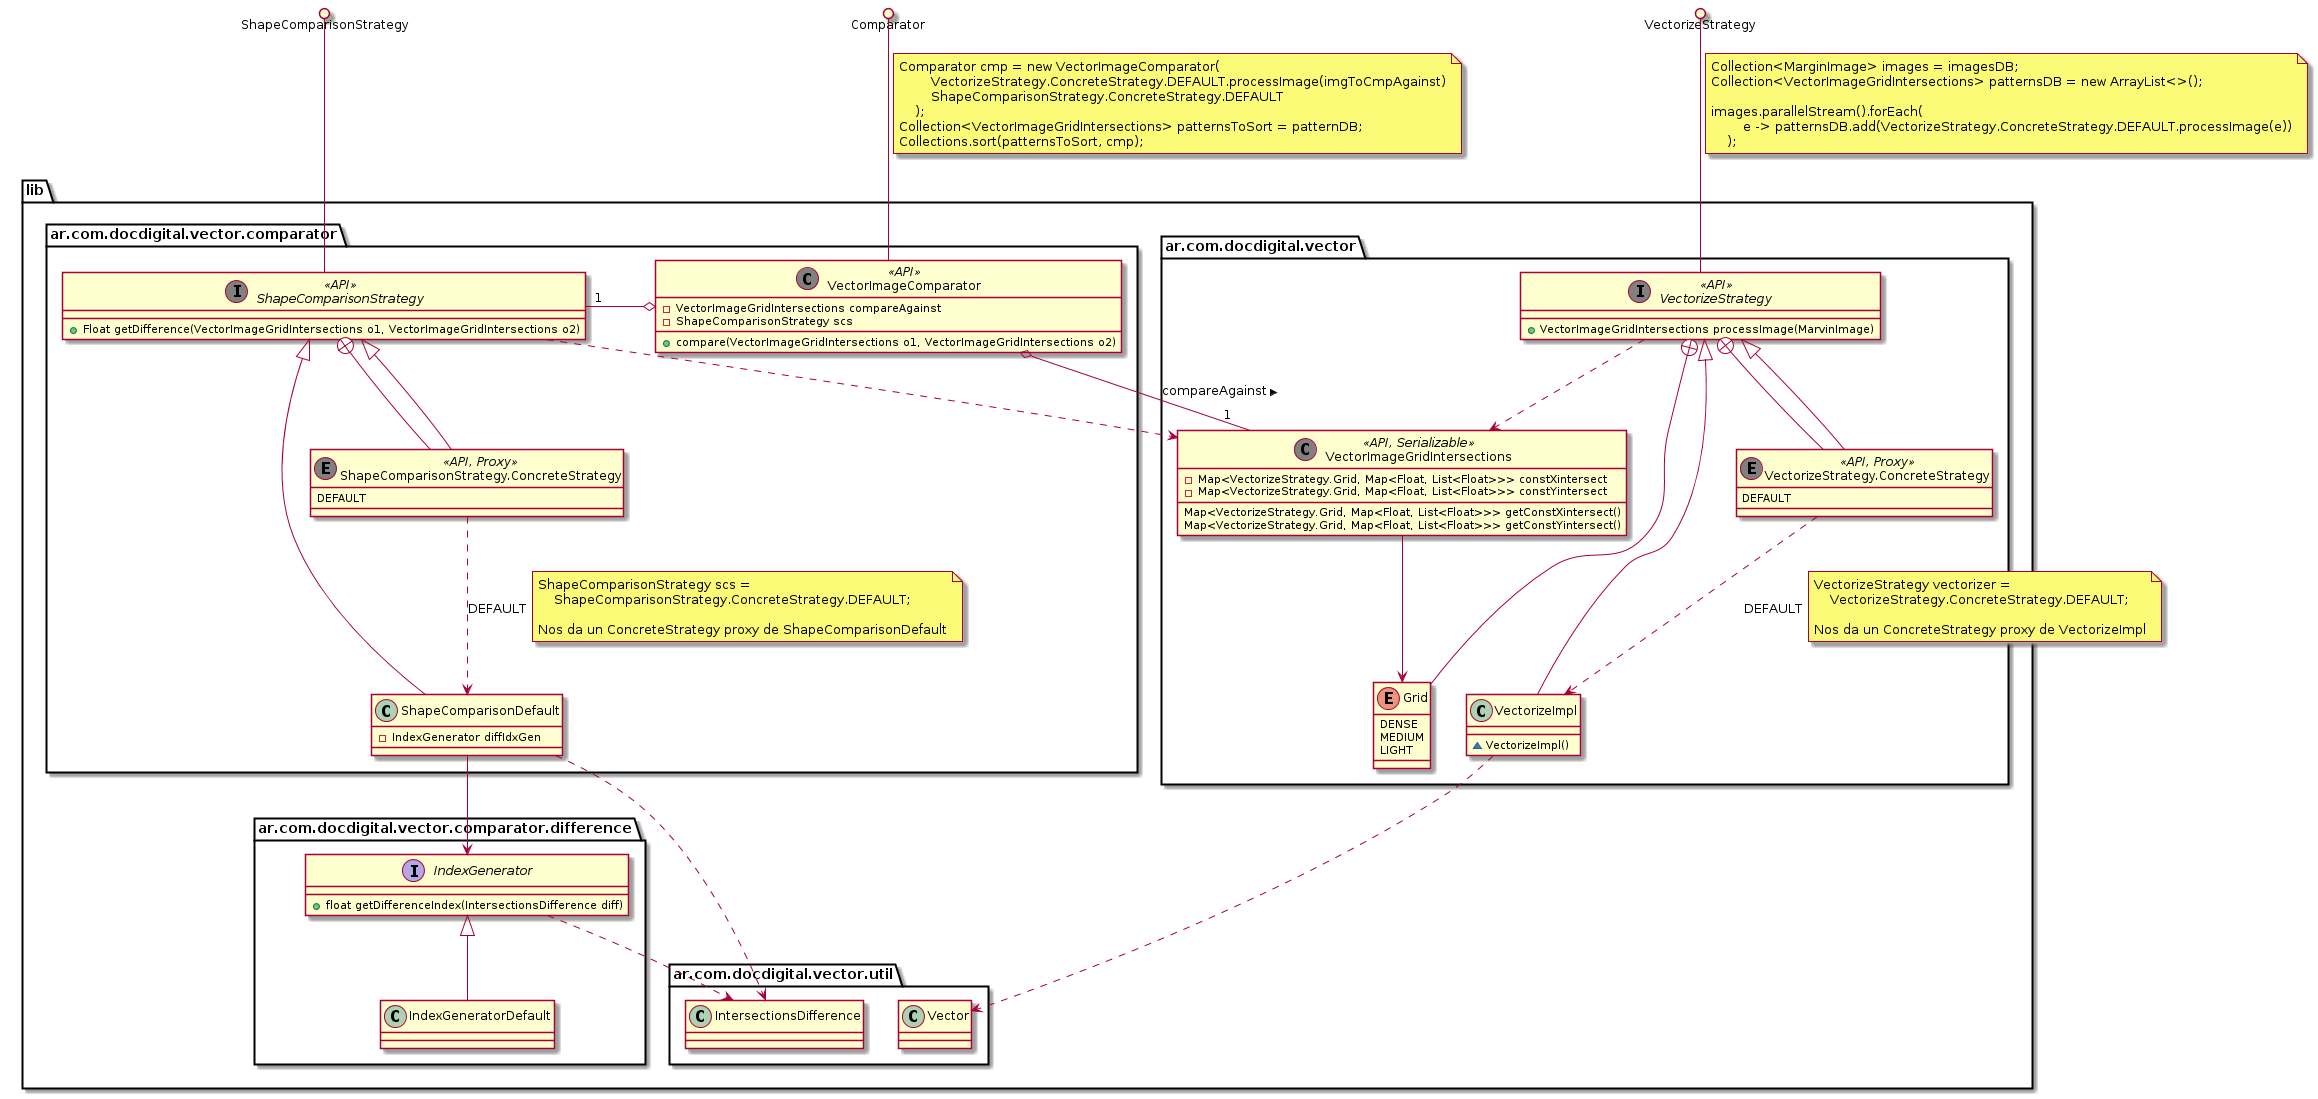 ShapeComparisonStrategy
Comparator
VectorizeStrategy
Comparator cmp = new VectorImageComparator(
VectorizeStrategy.ConcreteStrategy.DEFAULT.processImage(imgToCmpAgainst)
ShapeComparisonStrategy.ConcreteStrategy.DEFAULT
);
Collection<VectorImageGridIntersections> patternsToSort = patternDB;
Collections.sort(patternsToSort, cmp);
Collection<MarginImage> images = imagesDB;
Collection<VectorImageGridIntersections> patternsDB = new ArrayList<>();
images.parallelStream().forEach(
e -> patternsDB.add(VectorizeStrategy.ConcreteStrategy.DEFAULT.processImage(e))
);
lib
ar.com.docdigital.vector.comparator
ar.com.docdigital.vector
I
«API»
ShapeComparisonStrategy
Float getDifference(VectorImageGridIntersections o1, VectorImageGridIntersections o2)
1
C
«API»
VectorImageComparator
VectorImageGridIntersections compareAgainst
ShapeComparisonStrategy scs
compare(VectorImageGridIntersections o1, VectorImageGridIntersections o2)
I
«API»
VectorizeStrategy
VectorImageGridIntersections processImage(MarvinImage)
compareAgainst ▶
1
E
«API, Proxy»
ShapeComparisonStrategy.ConcreteStrategy
DEFAULT
C
«API, Serializable»
VectorImageGridIntersections
Map<VectorizeStrategy.Grid, Map<Float, List<Float>>> constXintersect
Map<VectorizeStrategy.Grid, Map<Float, List<Float>>> constYintersect
Map<VectorizeStrategy.Grid, Map<Float, List<Float>>> getConstXintersect()
Map<VectorizeStrategy.Grid, Map<Float, List<Float>>> getConstYintersect()
E
«API, Proxy»
VectorizeStrategy.ConcreteStrategy
DEFAULT
DEFAULT
ShapeComparisonStrategy scs =
ShapeComparisonStrategy.ConcreteStrategy.DEFAULT;
Nos da un ConcreteStrategy proxy de ShapeComparisonDefault
DEFAULT
VectorizeStrategy vectorizer =
VectorizeStrategy.ConcreteStrategy.DEFAULT;
Nos da un ConcreteStrategy proxy de VectorizeImpl
C
ShapeComparisonDefault
IndexGenerator diffIdxGen
E
Grid
DENSE
MEDIUM
LIGHT
C
VectorizeImpl
VectorizeImpl()
ar.com.docdigital.vector.comparator.difference
I
IndexGenerator
float getDifferenceIndex(IntersectionsDifference diff)
C
IndexGeneratorDefault
ar.com.docdigital.vector.util
C
IntersectionsDifference
C
Vector